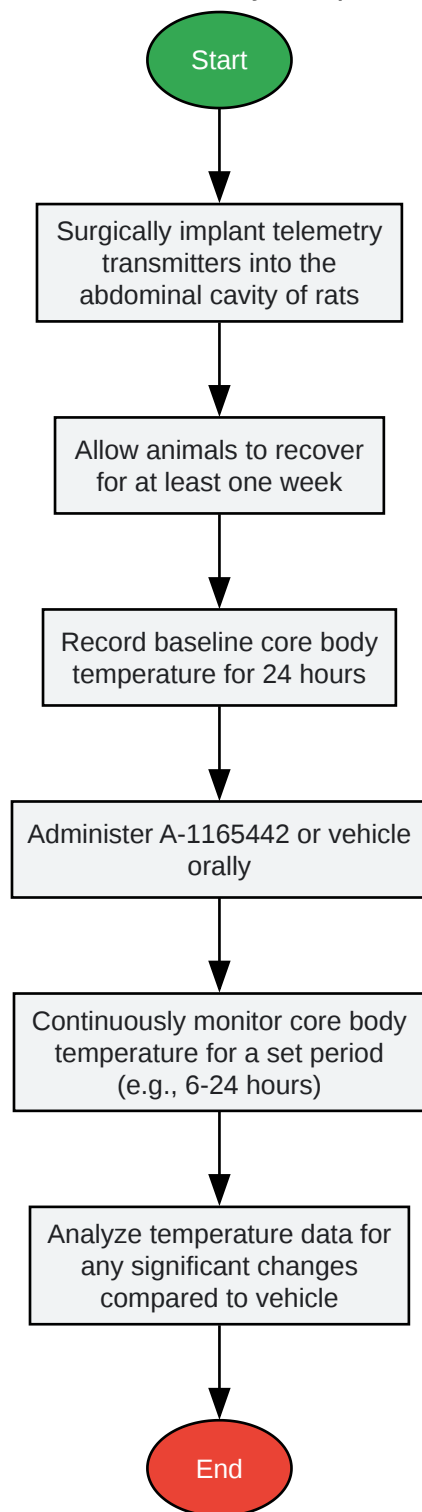 Start
Surgically implant telemetry
transmitters into the
abdominal cavity of rats
Allow animals to recover
for at least one week
Record baseline core body
temperature for 24 hours
Administer A-1165442 or vehicle
orally
Continuously monitor core body
temperature for a set period
(e.g., 6-24 hours)
Analyze temperature data for
any significant changes
compared to vehicle
End